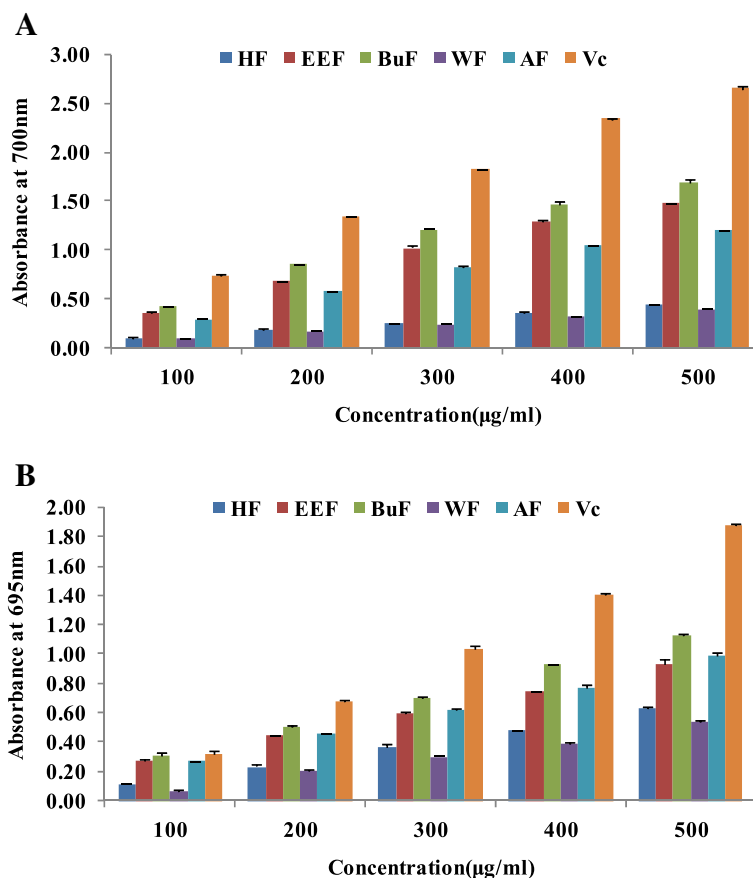 A
3.00
HF EEF BuF WF AF Vc
2.50
2.00
1.50
1.00
0.50
0.00
Absorbance at 700nm
100 200 300 400 500
Concentration(μg/ml)
B
2.00
HF EEF BuF WF AF Vc
1.80
1.60
1.40
1.20
1.00
0.80
0.60
0.40
0.20
0.00
Absorbance at 695nm
100 200 300 400 500
Concentration(μg/ml)